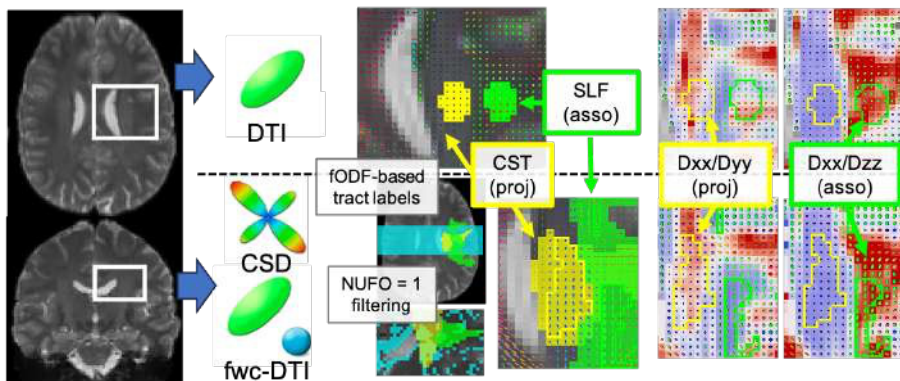 DTI
SLF
(asso)
CST
(proj)
Dxx/Dyy
(proj)
Dxx/Dzz
(asso)
fODF-based
tract labels
CSD
NUFO = 1
filtering
fwc-DTI